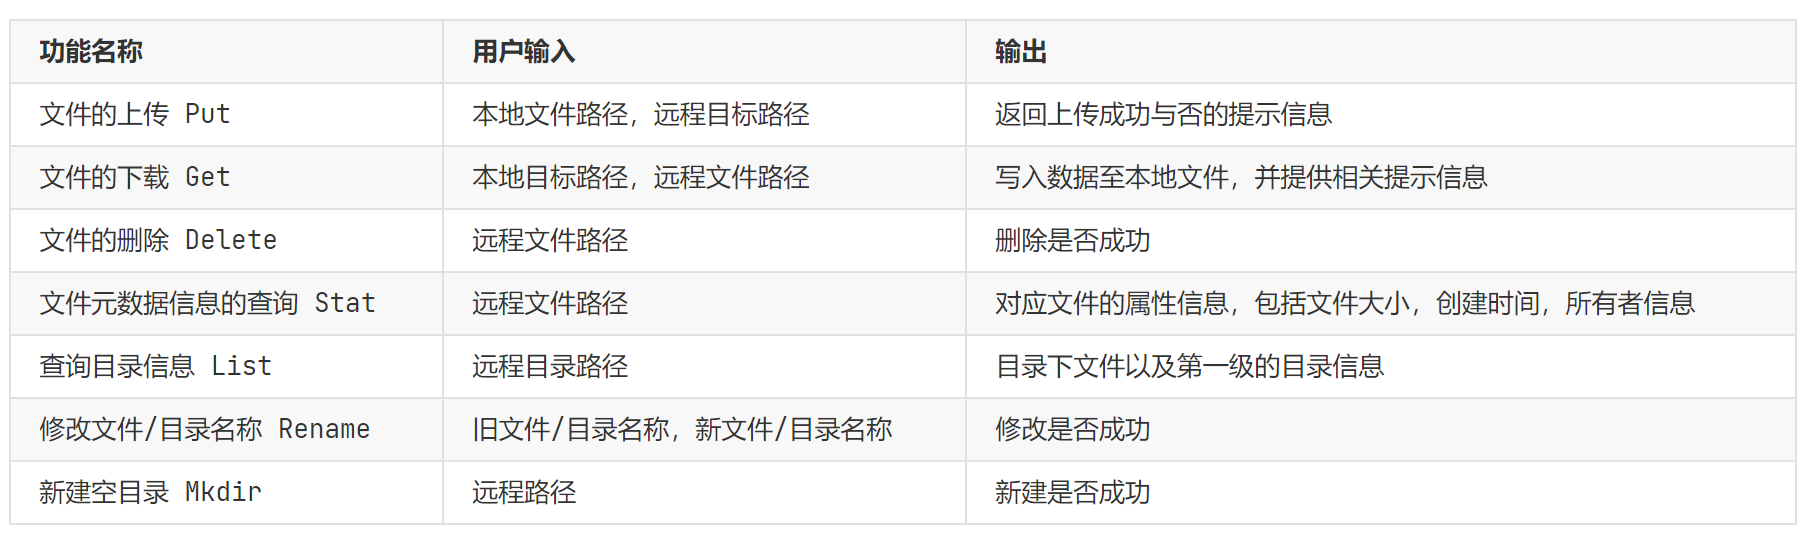 功能名称 用户输入 输出
文件的上传 Put 本地文件路径，远程目标路径 返回上传成功与否的提示信息
文件的下载 Get 本地目标路径，远程文件路径 写入数据至本地文件，并提供相关提示信息
文件的删除 Delete 远程文件路径 删除是否成功
文件元数据信息的查询 Stat 远程文件路径 对应文件的属性信息，包括文件大小，创建时间，所有者信息
查询目录信息 List 远程目录路径 目录下文件以及第一级的目录信息
修改文件/目录名称 Rename 旧文件/目录名称，新文件/目录名称 修改是否成功
新建空目录 Mkdir 远程路径 新建是否成功